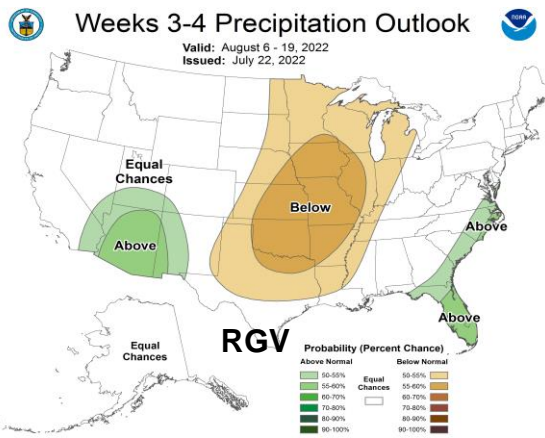 Weeks 3-4 Precipitation Outlook
NOAA
Valid: August 6 - 19, 2022
Issued: July 22, 2022
Equal
Chances
Above
Below
Above
Above
Equal
Chances
RGV
Probability (Percent Chance)
Above Normal
Below Normal
50-55%
55-60%
60-70%
70-80%
80-90%
90-100%
Equal
Chances
50-55%
55-60%
60-70%
70-80%
80-90%
90-100%